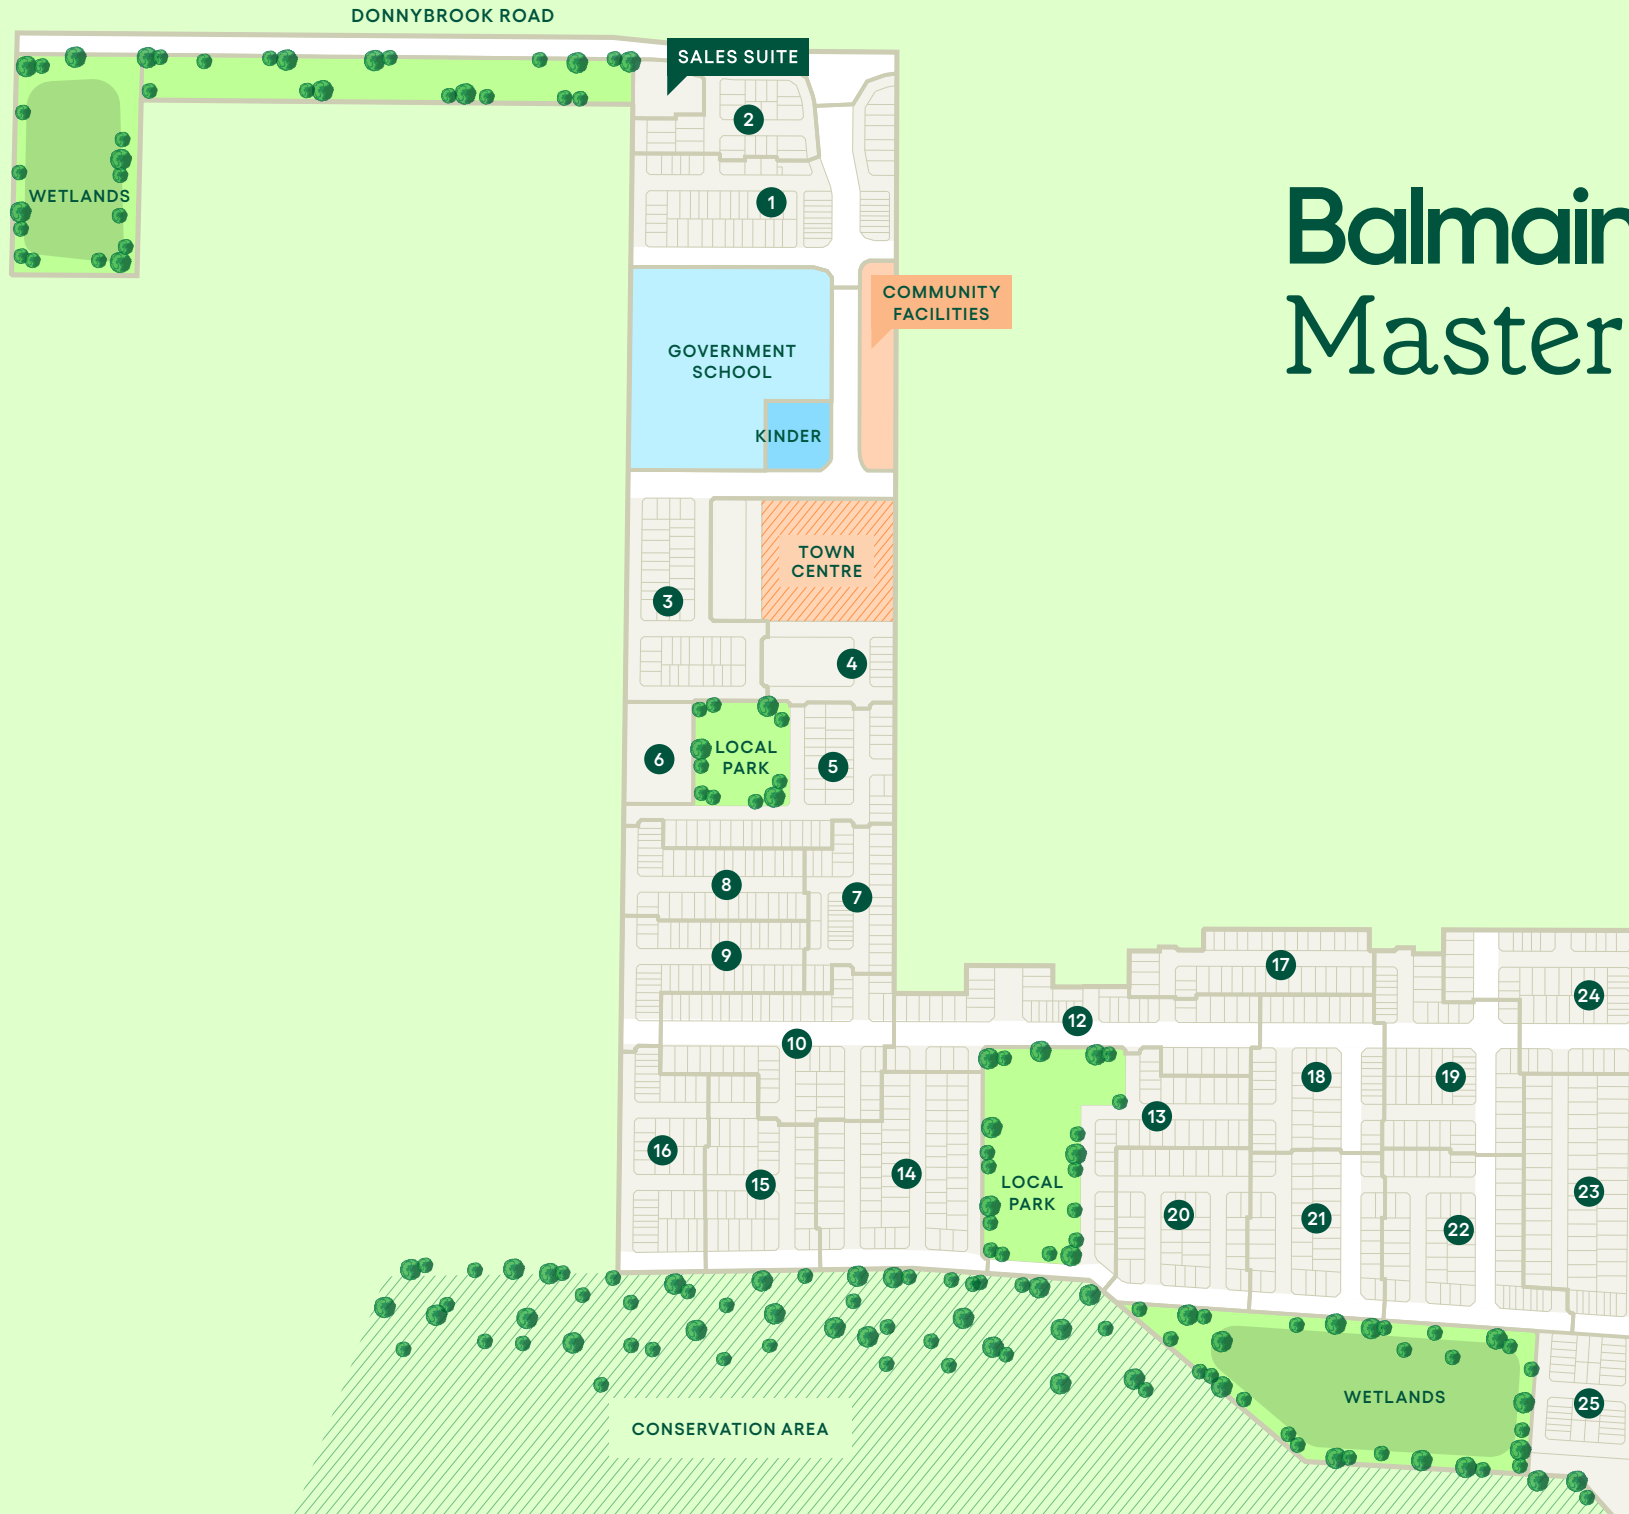 DONNYBROOK ROAD
SALES SUITE
2
WETLANDS
1
Balmain
Master
COMMUNITY
FACILITIES
GOVERNMENT
SCHOOL
KINDER
TOWN
CENTRE
3
4
6
LOCAL
PARK
5
8
7
9
17
24
12
10
18
19
13
16
15
14
LOCAL
PARK
20
21
22
23
WETLANDS
25
CONSERVATION AREA